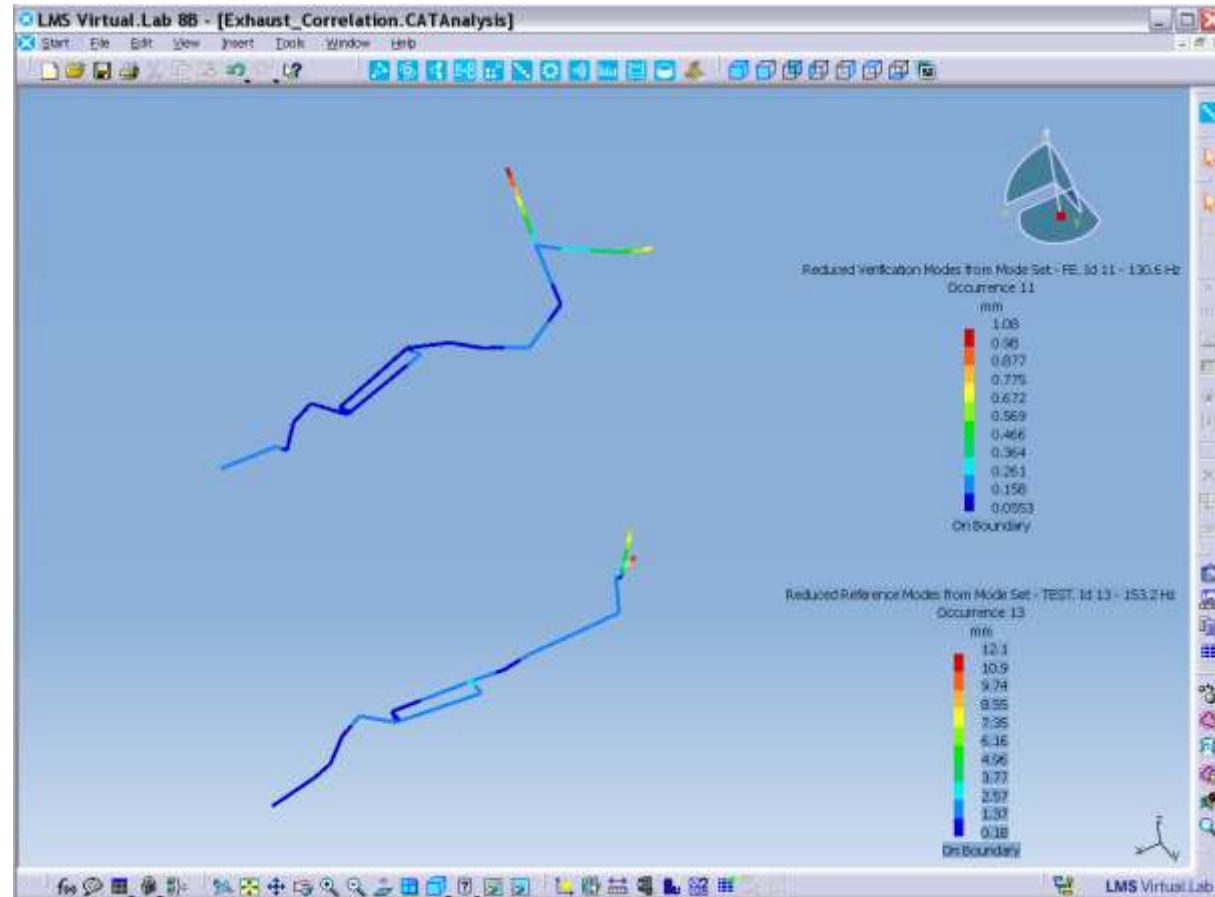 LMS Virtual.Lab 8B - [Exhaust_Correlation.CATAnalysis]
Start File Edit View Insert Tools Window Help
Reduced Verification Modes from Mode Set - FE. Id 11 - 130.6 Hz
Occurrence 11
mm
1.08
0.98
0.877
0.775
0.672
0.569
0.466
0.364
0.261
0.158
0.0553
On Boundary
Reduced Reference Modes from Mode Set - TEST. Id 13 - 153.2 Hz
Occurrence 13
mm
12.1
10.9
9.74
8.55
7.35
6.16
4.96
3.77
2.57
1.37
0.18
On Boundary
z
y
f(x)
LMS Virtual.Lab